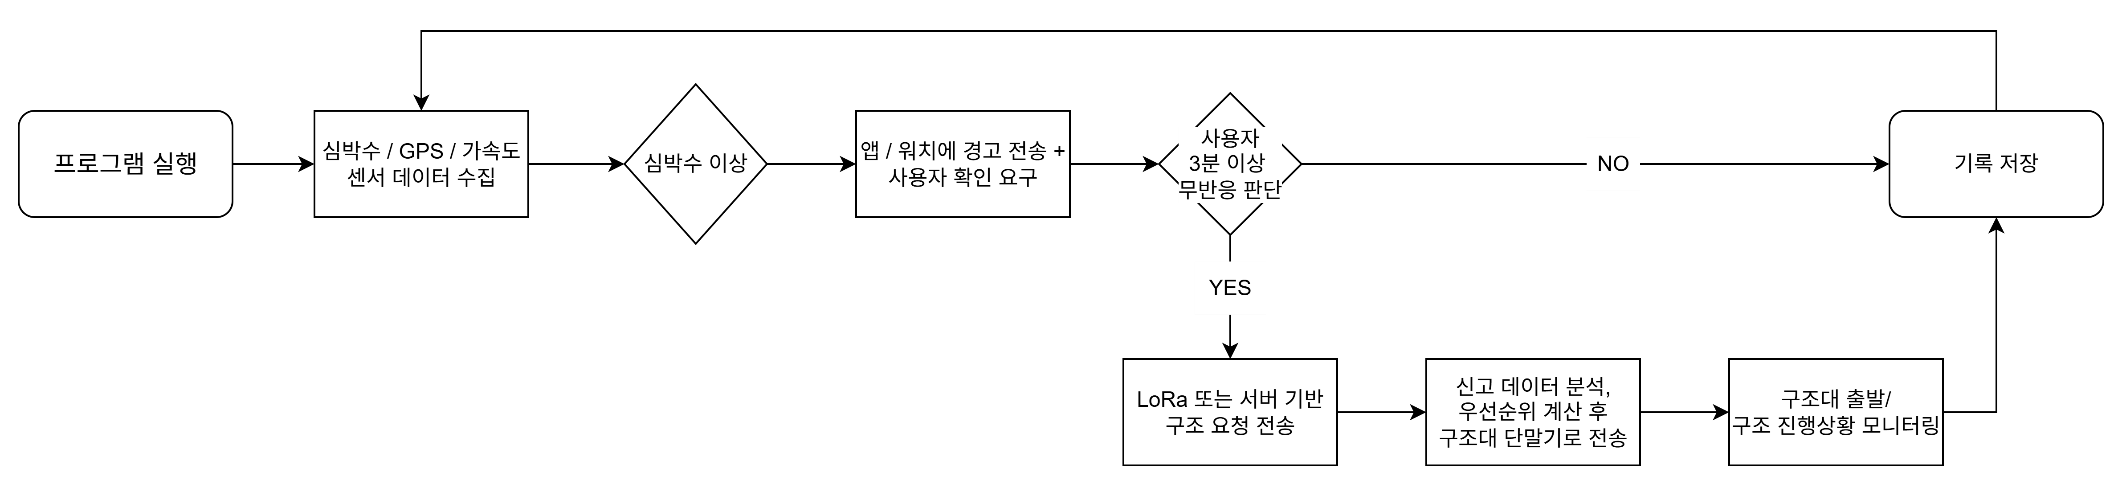 프로그램 실행
심박수 / GPS / 가속도
센서 데이터 수집
심박수 이상
앱 / 워치에 경고 전송 +
사용자 확인 요구
사용자
3분 이상
무반응 판단
NO
기록 저장
YES
LoRa 또는 서버 기반
구조 요청 전송
신고 데이터 분석,
우선순위 계산 후
구조대 단말기로 전송
구조대 출발/
구조 진행상황 모니터링